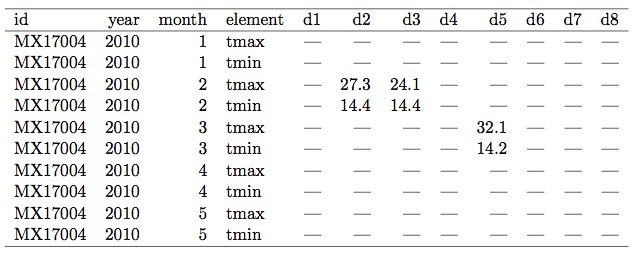 id year month element d1 d2 d3 d4 d5 d6 d7 d8
MX17004 2010 1 tmax — — — — — — — —
MX17004 2010 1 tmin — — — — — — — —
MX17004 2010 2 tmax — 27.3 24.1 — — — — —
MX17004 2010 2 tmin — 14.4 14.4 — — — — —
MX17004 2010 3 tmax — — — — 32.1 — — —
MX17004 2010 3 tmin — — — — 14.2 — — —
MX17004 2010 4 tmax — — — — — — — —
MX17004 2010 4 tmin — — — — — — — —
MX17004 2010 5 tmax — — — — — — — —
MX17004 2010 5 tmin — — — — — — — —